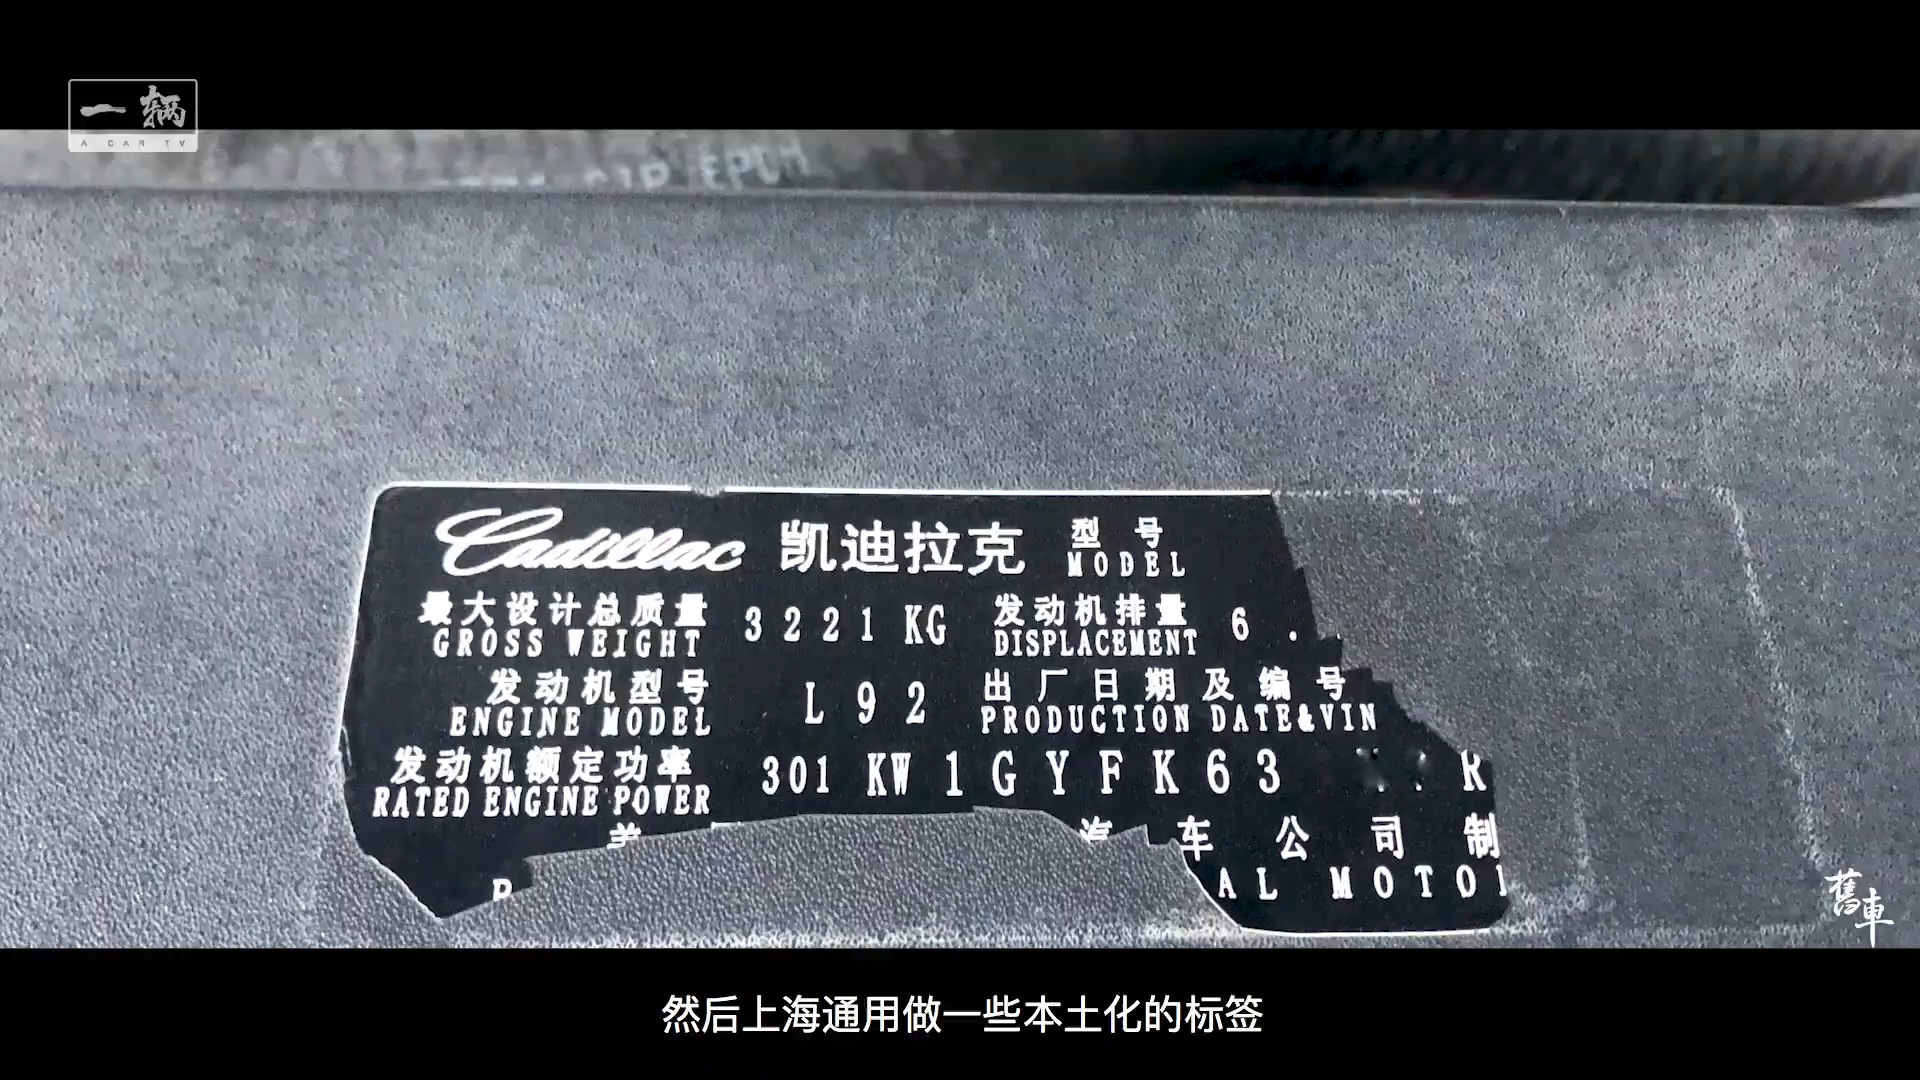 一辆
A CAR TV
Cadillac 凯迪拉克 型号
MODEL
最大设计总质量 3221 KG 发动机排量 6.
GROSS WEIGHT DISPLACEMENT
发动机型号 L92 出厂日期及编号
ENGINE MODEL PRODUCTION DATE&VIN
发动机额定功率 301 KW 1GYFK63 R
RATED ENGINE POWER
汽车公司制
AL MOTO
舊車
然后上海通用做一些本土化的标签